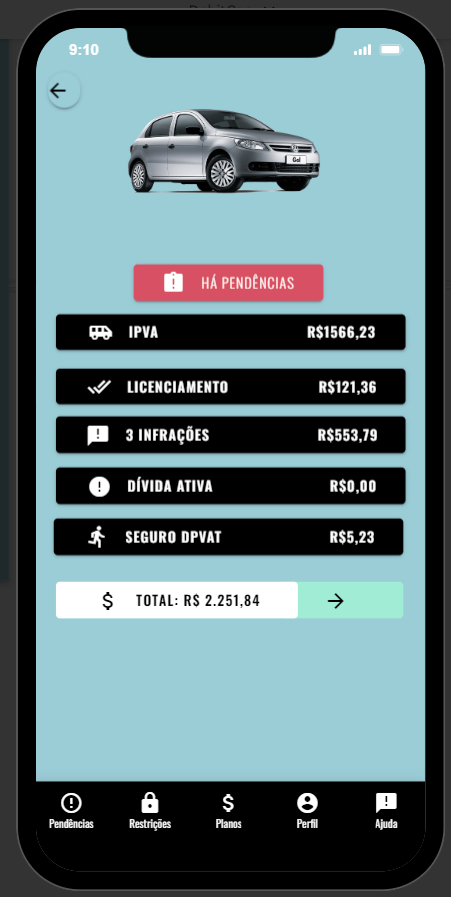 9:10
Gol
HÁ PENDÊNCIAS
IPVA R$1566,23
LICENCIAMENTO R$121,36
3 INFRAÇÕES R$553,79
DÍVIDA ATIVA R$0,00
SEGURO DPVAT R$5,23
$ TOTAL: R$ 2.251,84
Pendências Restrições Planos Perfil Ajuda